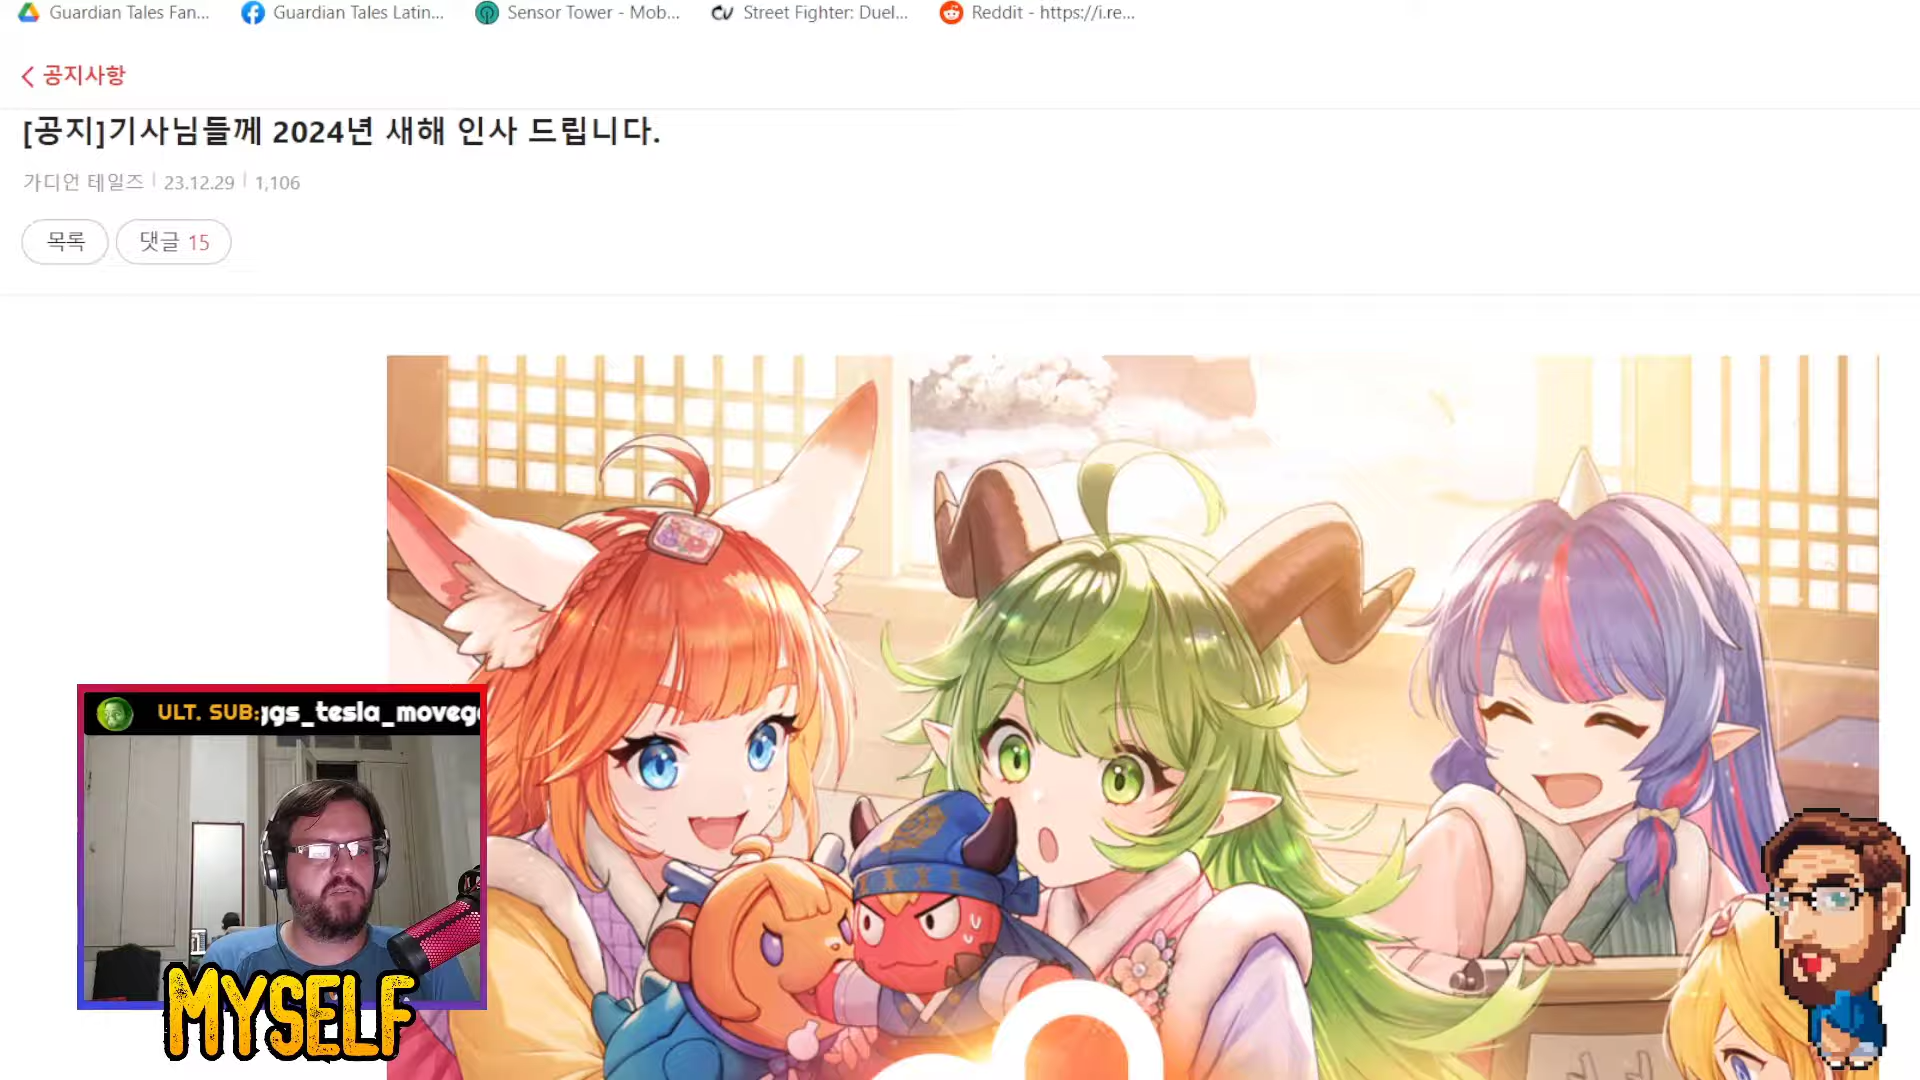 Guardian Tales Fan... Guardian Tales Latin... Sensor Tower - Mob... Street Fighter: Duel... Reddit - https://i.re...
공지사항
[공지]기사님들께 2024년 새해 인사 드립니다.
가디언 테일즈 23.12.29 1,106
목록 댓글 15
ULT. SUB: gs_tesla_moveg
MYSELF